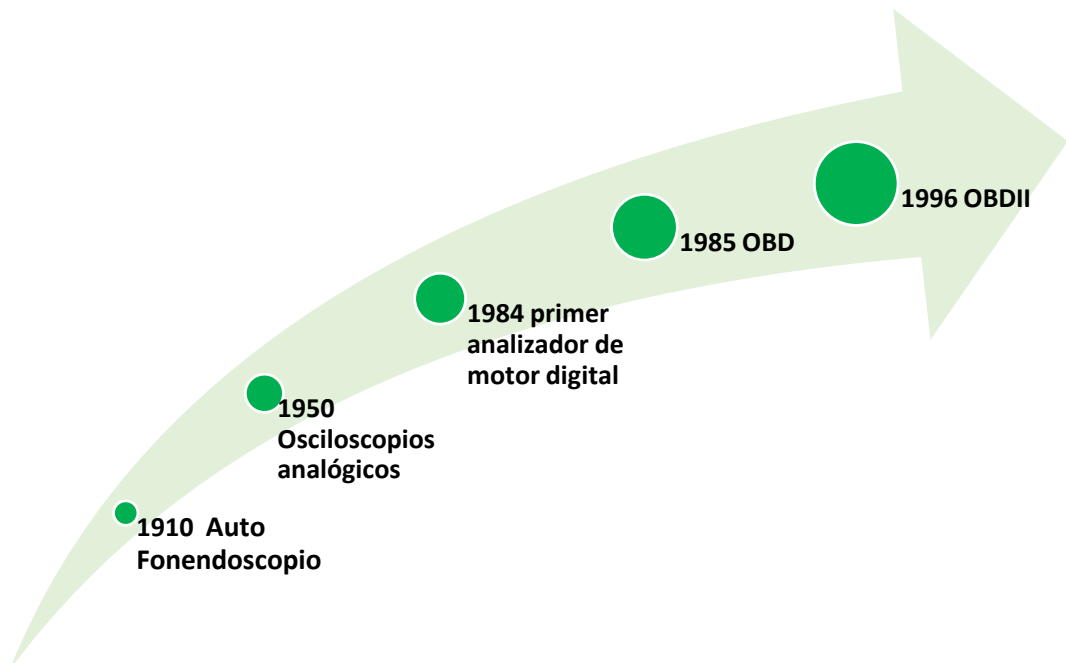 1996 OBDII
1985 OBD
1984 primer
analizador de
motor digital
1950
Osciloscopios
analógicos
1910  Auto
Fonendoscopio